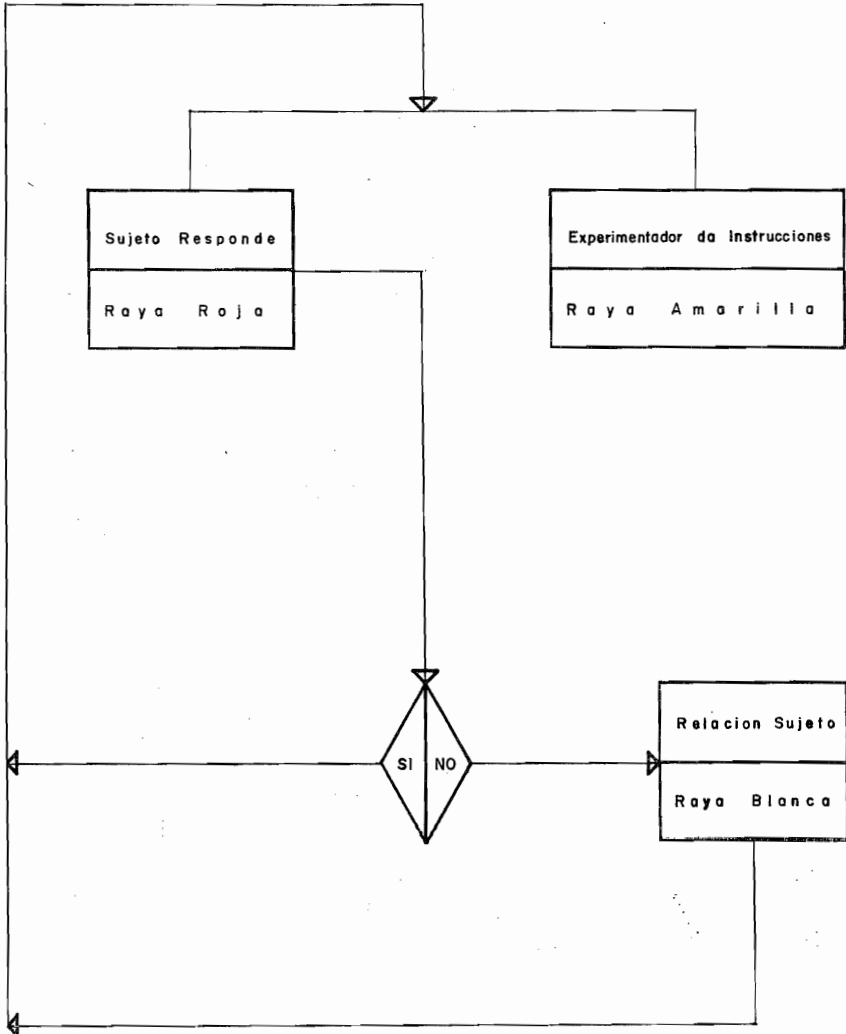 Sujeto Responde
Raya Roja
Experimentador da Instrucciones
Raya Amarilla
SI
NO
Relacion Sujeto
Raya Blanca